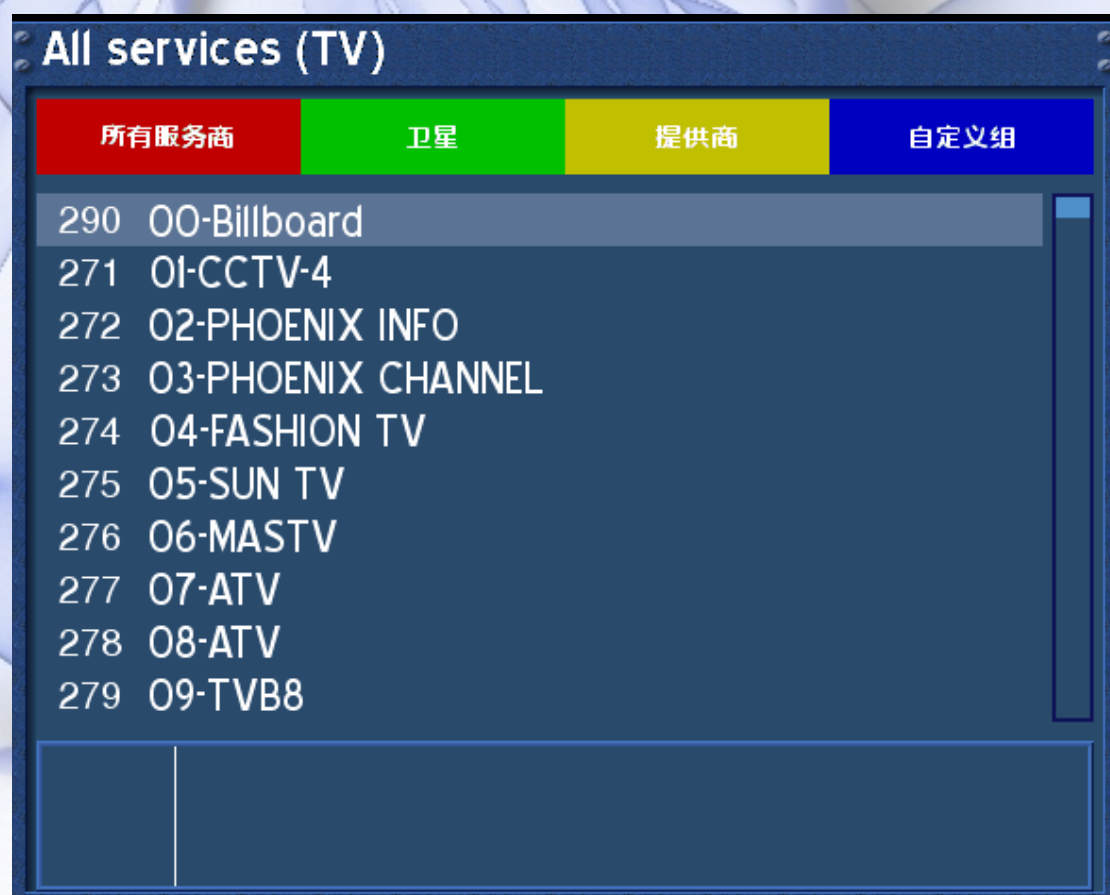 All services (TV)
所有服务商 卫星 提供商 自定义组
290 00-Billboard
271 01-CCTV-4
272 02-PHOENIX INFO
273 03-PHOENIX CHANNEL
274 04-FASHION TV
275 05-SUN TV
276 06-MASTV
277 07-ATV
278 08-ATV
279 09-TVB8